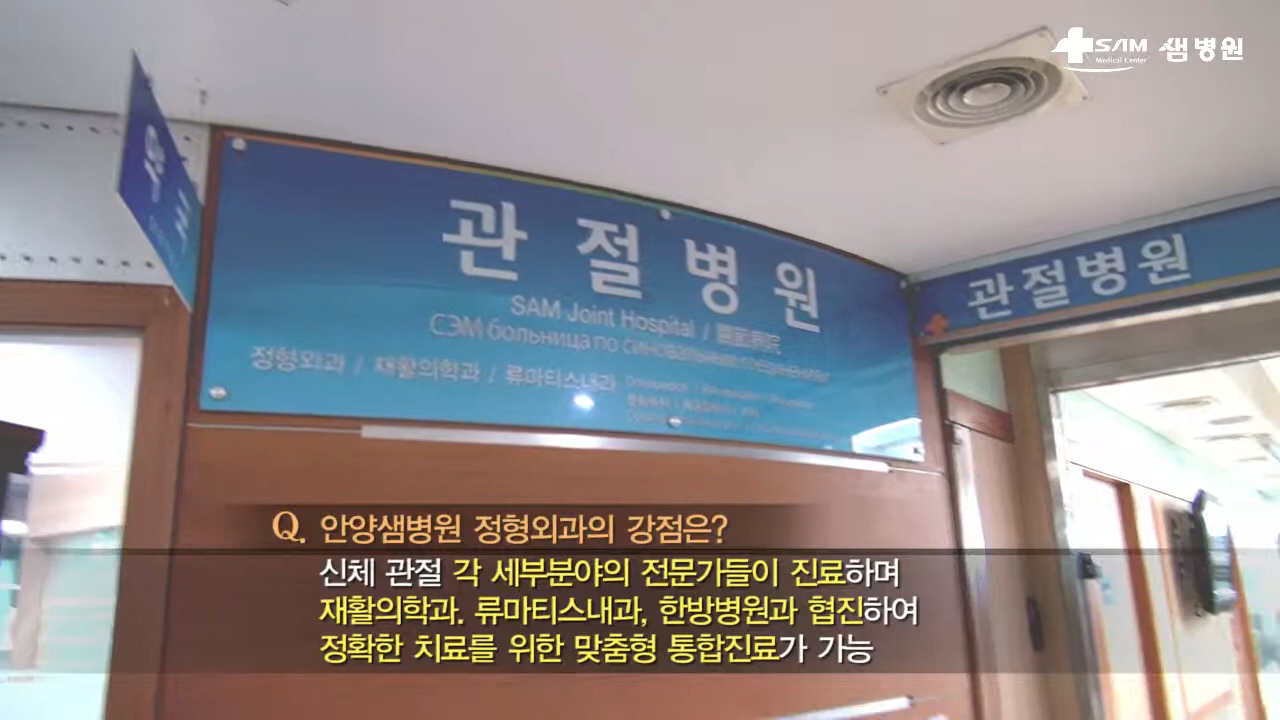 SAM
Medical Center
샘병원
관절병원
SAM Joint Hospital /
СЭМ больница по
정형외과 / 재활의학과 / 류마티스내과
관절병원
Q. 안양샘병원 정형외과의 강점은?
신체 관절 각 세부분야의 전문가들이 진료하며
재활의학과. 류마티스내과, 한방병원과 협진하여
정확한 치료를 위한 맞춤형 통합진료가 가능